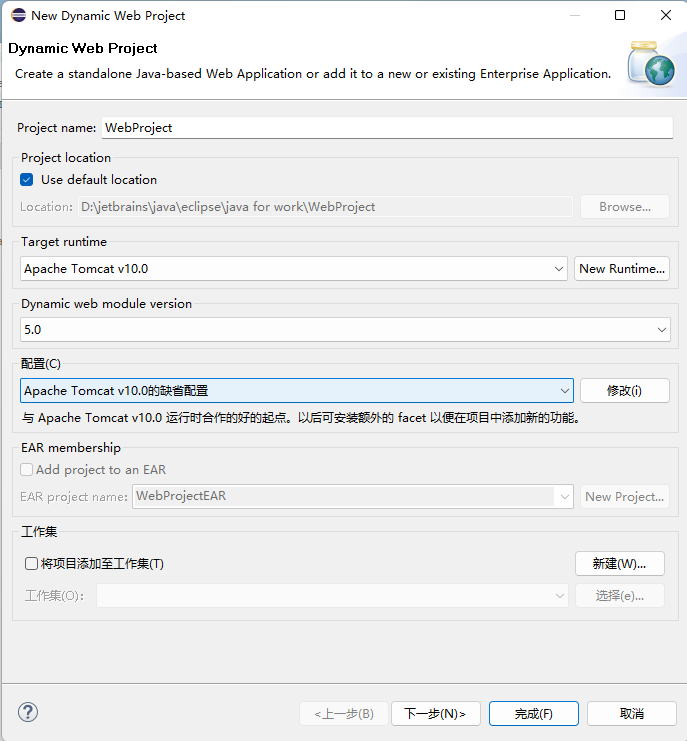 New Dynamic Web Project
Dynamic Web Project
Create a standalone Java-based Web Application or add it to a new or existing Enterprise Application.
Project name: WebProject
Project location
Use default location
Location: D:\jetbrains\java\eclipse\java for work\WebProject Browse...
Target runtime
Apache Tomcat v10.0 New Runtime...
Dynamic web module version
5.0
配置(C)
Apache Tomcat v10.0的缺省配置 修改(i)
与 Apache Tomcat v10.0 运行时合作的好的起点。以后可安装额外的 facet 以便在项目中添加新的功能。
EAR membership
Add project to an EAR
EAR project name: WebProjectEAR New Project...
工作集
将项目添加至工作集(T) 新建(W)...
工作集(O): 选择(e)...
? <上一步(B) 下一步(N)> 完成(F) 取消